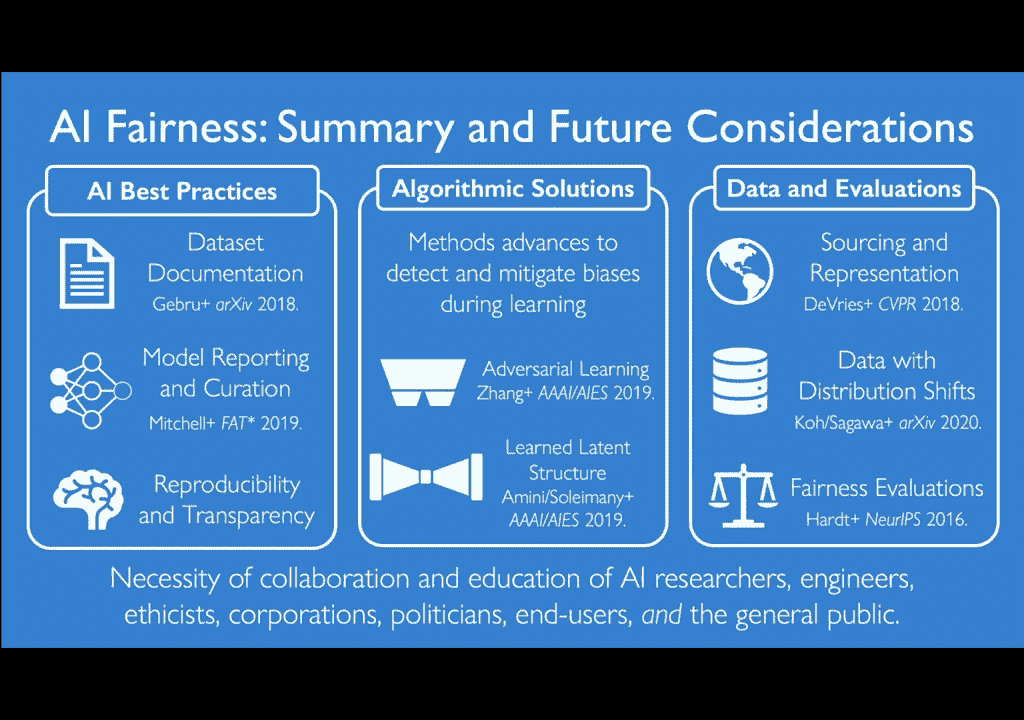 AI Fairness: Summary and Future Considerations
AI Best Practices
Dataset
Documentation
Gebru+ arXiv 2018.
Model Reporting
and Curation
Mitchell+ FAT* 2019.
Reproducibility
and Transparency
Algorithmic Solutions
Methods advances to
detect and mitigate biases
during learning
Adversarial Learning
Zhang+ AAAI/AIES 2019.
Learned Latent
Structure
Amini/Soleimany+
AAAI/AIES 2019.
Data and Evaluations
Sourcing and
Representation
DeVries+ CVPR 2018.
Data with
Distribution Shifts
Koh/Sagawa+ arXiv 2020.
Fairness Evaluations
Hardt+ NeurIPS 2016.
Necessity of collaboration and education of AI researchers, engineers,
ethicists, corporations, politicians, end-users, and the general public.